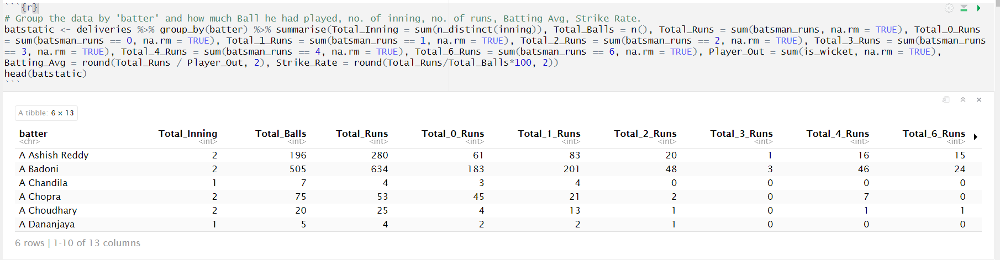 ```{r}
# Group the data by 'batter' and how much Ball he had played, no. of inning, no. of runs, Batting Avg, Strike Rate.
batstatic <- deliveries %>% group_by(batter) %>% summarise(Total_Inning = sum(n_distinct(inning)), Total_Balls = n(), Total_Runs = sum(batsman_runs, na.rm = TRUE), Total_0_Runs
= sum(batsman_runs == 0, na.rm = TRUE), Total_1_Runs = sum(batsman_runs == 1, na.rm = TRUE), Total_2_Runs = sum(batsman_runs == 2, na.rm = TRUE), Total_3_Runs = sum(batsman_runs
== 3, na.rm = TRUE), Total_4_Runs = sum(batsman_runs == 4, na.rm = TRUE), Total_6_Runs = sum(batsman_runs == 6, na.rm = TRUE), Player_Out = sum(is_wicket, na.rm = TRUE),
Batting_Avg = round(Total_Runs / Player_Out, 2), Strike_Rate = round(Total_Runs/Total_Balls*100, 2))
head(batstatic)
```
A tibble: 6 × 13
batter Total_Inning Total_Balls Total_Runs Total_0_Runs Total_1_Runs Total_2_Runs Total_3_Runs Total_4_Runs Total_6_Runs
<chr> <int> <int> <int> <int> <int> <int> <int> <int> <int>
A Ashish Reddy 2 196 280 61 83 20 1 16 15
A Badoni 2 505 634 183 201 48 3 46 24
A Chandila 1 7 4 3 4 0 0 0 0
A Chopra 2 75 53 45 21 2 0 7 0
A Choudhary 2 20 25 4 13 1 0 1 1
A Dananjaya 1 5 4 2 2 1 0 0 0
6 rows | 1-10 of 13 columns